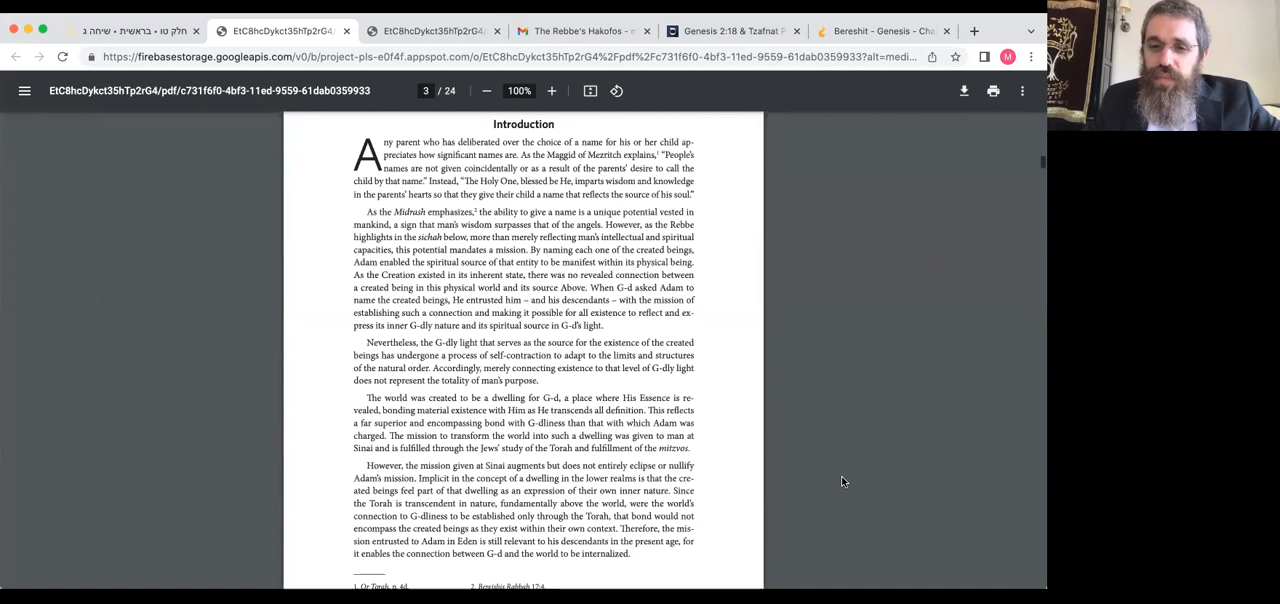 חלק טו - בראשית - שיחה ג
EtC8hcDykct35hTp2rG4/
EtC8hcDykct35hTp2rG4/
The Rebbe's Hakofos - m
Genesis 2:18 & Tzafnat P
Bereshit - Genesis - Cha
https://firebasestorage.googleapis.com/v0/b/project-pls-e0f4f.appspot.com/o/EtC8hcDykct35hTp2rG4%2Fpdf%2Fc731f6f0-4bf3-11ed-9559-61dab0359933?alt=medi...
M
EtC8hcDykct35hTp2rG4/pdf/c731f6f0-4bf3-11ed-9559-61dab0359933
3 / 24
100%
Introduction
Any parent who has deliberated over the choice of a name for his or her child ap-
preciates how significant names are. As the Maggid of Mezritch explains,1 “People’s
names are not given coincidentally or as a result of the parents’ desire to call the
child by that name.” Instead, “The Holy One, blessed be He, imparts wisdom and knowledge
in the parents’ hearts so that they give their child a name that reflects the source of his soul.”
As the Midrash emphasizes,2 the ability to give a name is a unique potential vested in
mankind, a sign that man’s wisdom surpasses that of the angels. However, as the Rebbe
highlights in the sichah below, more than merely reflecting man’s intellectual and spiritual
capacities, this potential mandates a mission. By naming each one of the created beings,
Adam enabled the spiritual source of that entity to be manifest within its physical being.
As the Creation existed in its inherent state, there was no revealed connection between
a created being in this physical world and its source Above. When G-d asked Adam to
name the created beings, He entrusted him – and his descendants – with the mission of
establishing such a connection and making it possible for all existence to reflect and ex-
press its inner G-dly nature and its spiritual source in G-d’s light.
Nevertheless, the G-dly light that serves as the source for the existence of the created
beings has undergone a process of self-contraction to adapt to the limits and structures
of the natural order. Accordingly, merely connecting existence to that level of G-dly light
does not represent the totality of man’s purpose.
The world was created to be a dwelling for G-d, a place where His Essence is re-
vealed, bonding material existence with Him as He transcends all definition. This reflects
a far superior and encompassing bond with G-dliness than that with which Adam was
charged. The mission to transform the world into such a dwelling was given to man at
Sinai and is fulfilled through the Jews’ study of the Torah and fulfillment of the mitzvos.
However, the mission given at Sinai augments but does not entirely eclipse or nullify
Adam’s mission. Implicit in the concept of a dwelling in the lower realms is that the cre-
ated beings feel part of that dwelling as an expression of their own inner nature. Since
the Torah is transcendent in nature, fundamentally above the world, were the world’s
connection to G-dliness to be established only through the Torah, that bond would not
encompass the created beings as they exist within their own context. Therefore, the mis-
sion entrusted to Adam in Eden is still relevant to his descendants in the present age, for
it enables the connection between G-d and the world to be internalized.
1. Or Torah, p. 4d. 2. Bereishis Rabbah 17:4.